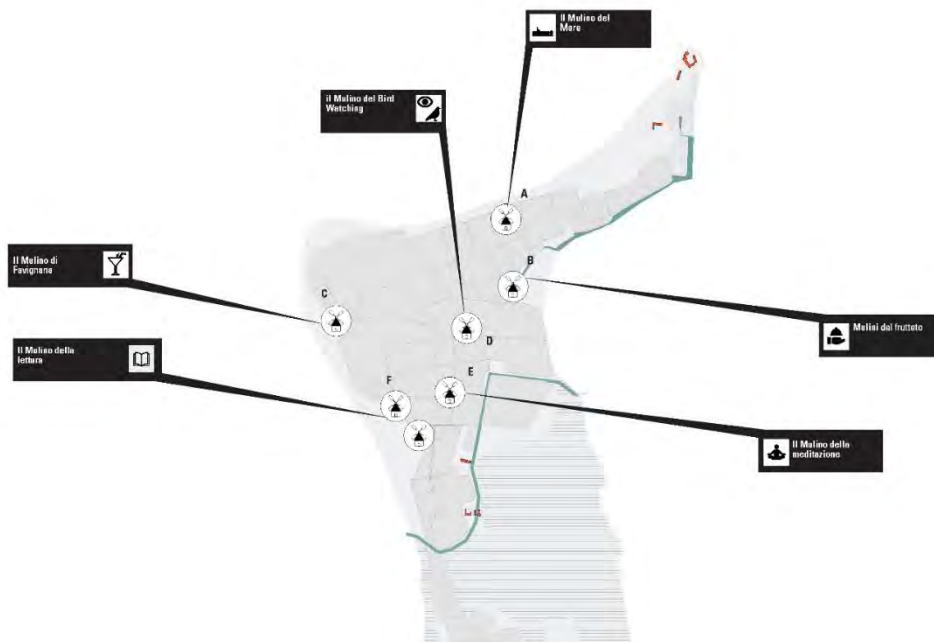 Il Mulino del
Mare
il Mulino del Bird
Watching
A
B
Il Mulino di
Favignana
C
D
Mulini del frutteto
Il Mulino della
lettura
E
F
Il Mulino della
meditazione